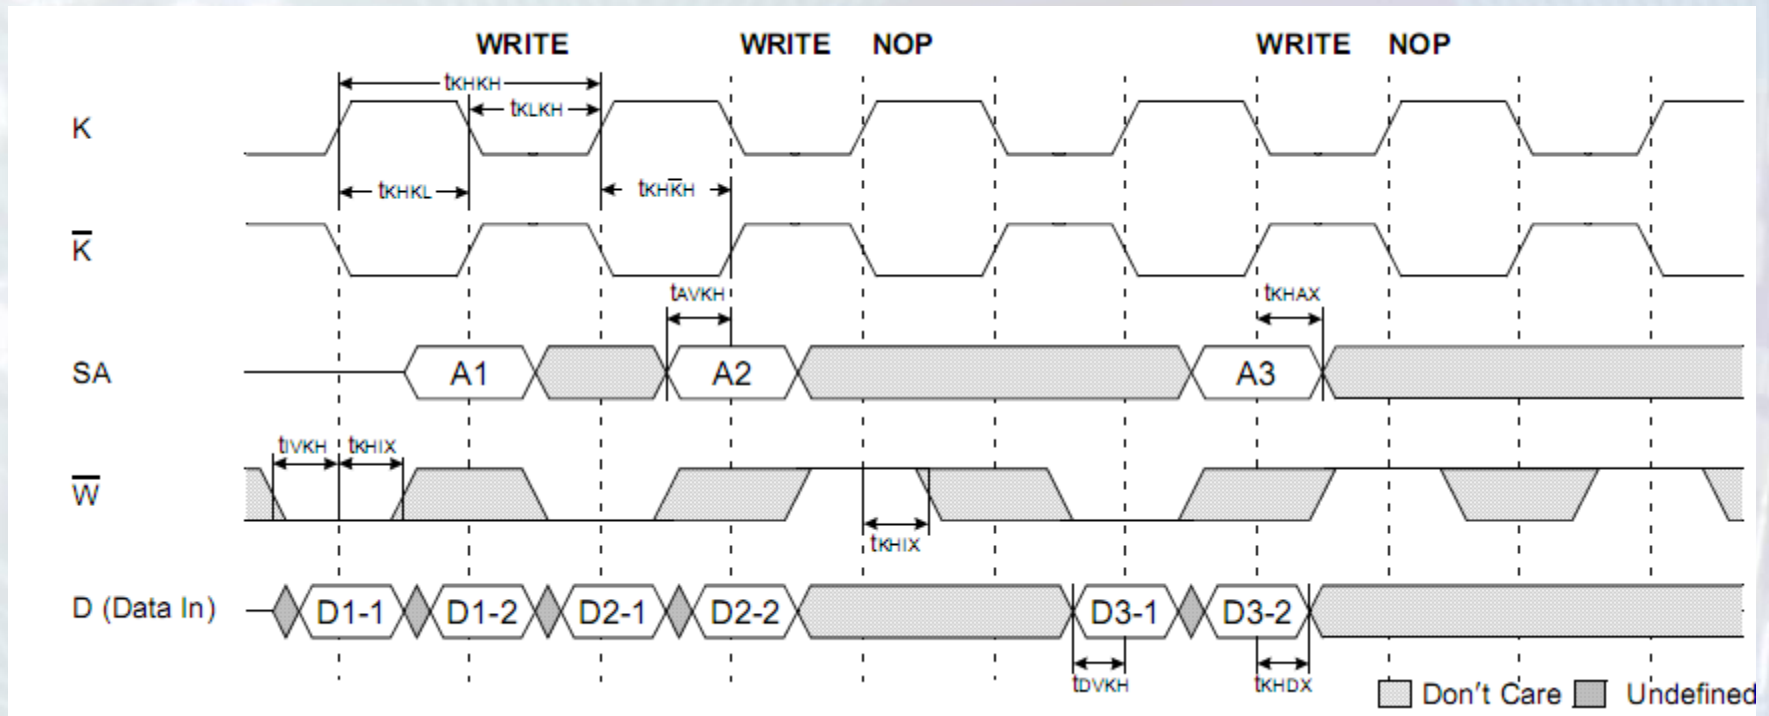 WRITE WRITE NOP WRITE NOP
tKHKH
tKLKH
K
tKHKL tKHK̅H
K̅
tAVKH tKHAX
SA A1 A2 A3
tIVKH tKHIX
W̅
tKHIX
D (Data In) D1-1 D1-2 D2-1 D2-2 D3-1 D3-2
tDVKH tKHDX
Don't Care Undefined